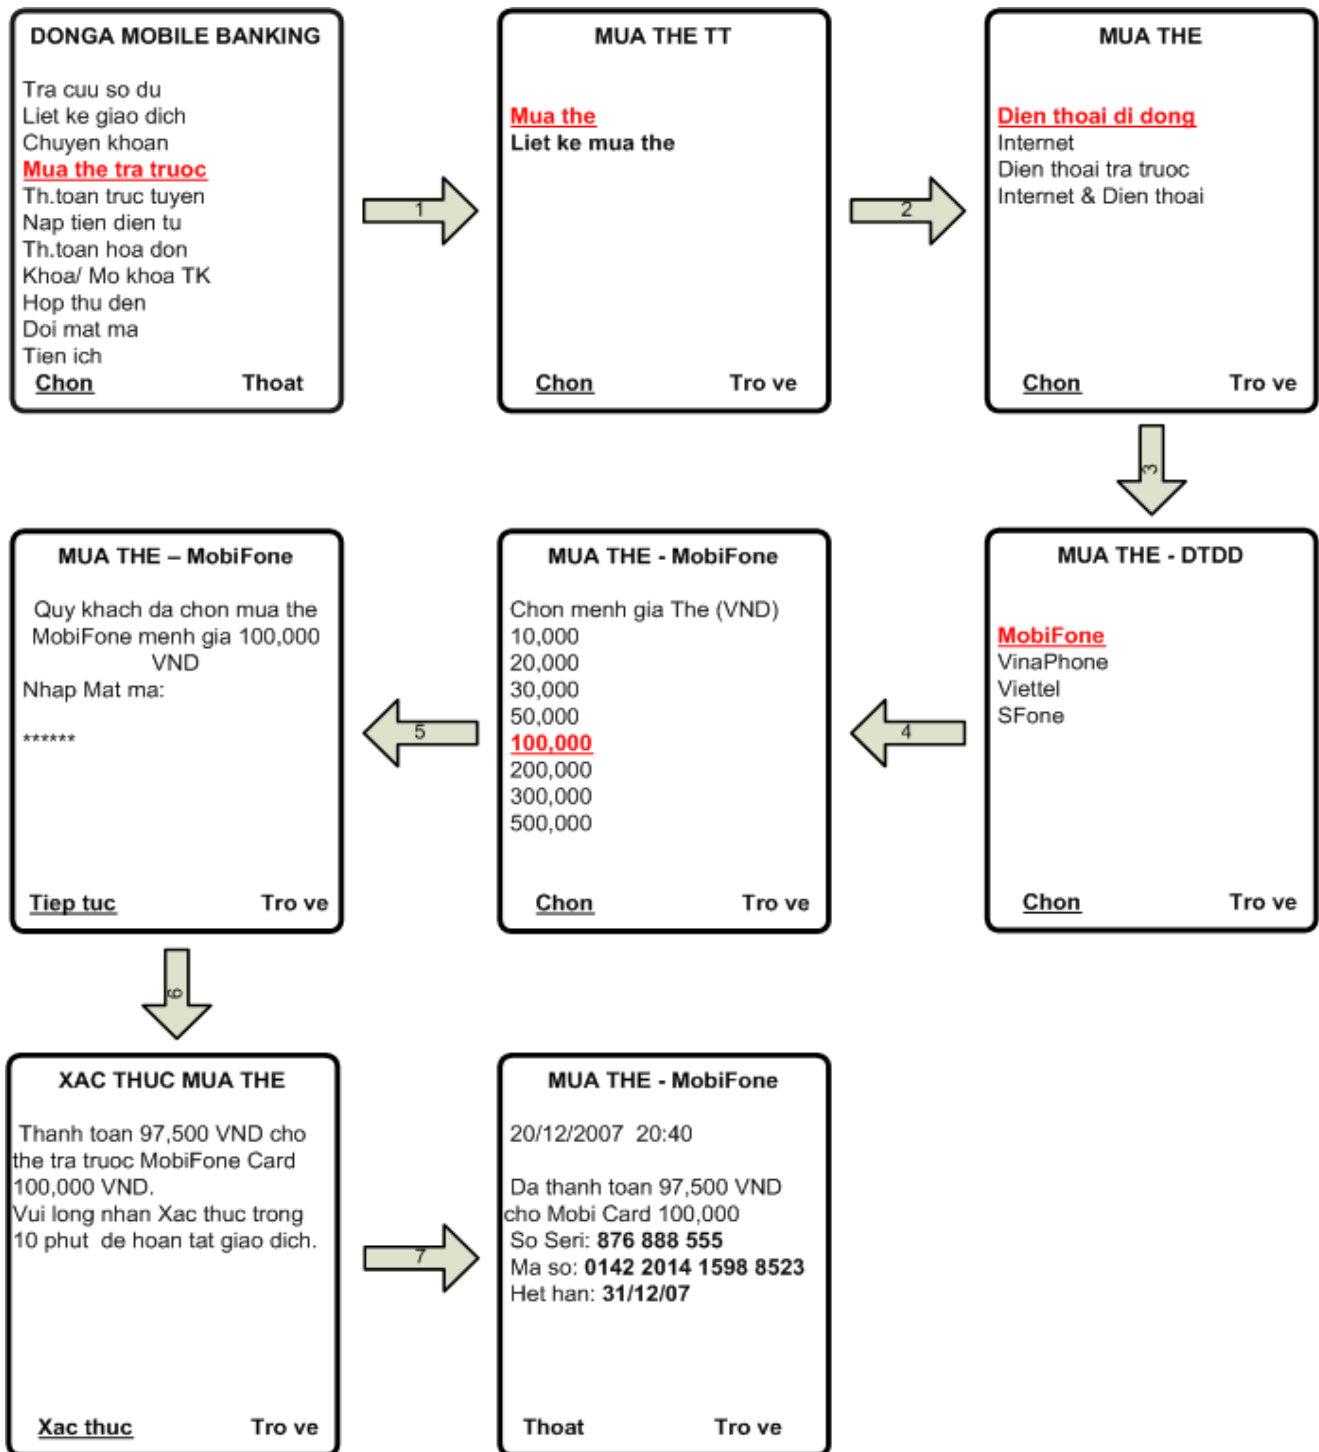 DONGA MOBILE BANKING
Tra cuu so du
Liet ke giao dich
Chuyen khoan
Mua the tra truoc
Th.toan truc tuyen
Nap tien dien tu
Th.toan hoa don
Khoa/ Mo khoa TK
Hop thu den
Doi mat ma
Tien ich
Chon Thoat
1
MUA THE TT
Mua the
Liet ke mua the
Chon Tro ve
2
MUA THE
Dien thoai di dong
Internet
Dien thoai tra truoc
Internet & Dien thoai
Chon Tro ve
3
MUA THE - DTDD
MobiFone
VinaPhone
Viettel
SFone
Chon Tro ve
4
MUA THE - MobiFone
Chon menh gia The (VND)
10,000
20,000
30,000
50,000
100,000
200,000
300,000
500,000
Chon Tro ve
5
MUA THE – MobiFone
Quy khach da chon mua the
MobiFone menh gia 100,000
VND
Nhap Mat ma:
******
Tiep tuc Tro ve
6
XAC THUC MUA THE
Thanh toan 97,500 VND cho
the tra truoc MobiFone Card
100,000 VND.
Vui long nhan Xac thuc trong
10 phut de hoan tat giao dich.
Xac thuc Tro ve
7
MUA THE - MobiFone
20/12/2007 20:40
Da thanh toan 97,500 VND
cho Mobi Card 100,000
So Seri: 876 888 555
Ma so: 0142 2014 1598 8523
Het han: 31/12/07
Thoat Tro ve